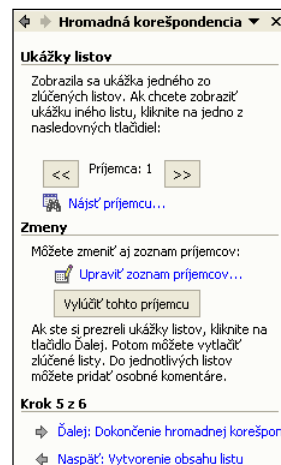 Hromadná korešpondencia
Ukážky listov
Zobrazila sa ukážka jedného zo
zlúčených listov. Ak chcete zobraziť
ukážku iného listu, kliknite na jedno z
nasledovných tlačidiel:
<< Príjemca: 1 >>
Nájsť príjemcu...
Zmeny
Môžete zmeniť aj zoznam príjemcov:
Upraviť zoznam príjemcov...
Vylúčiť tohto príjemcu
Ak ste si prezreli ukážky listov, kliknite na
tlačidlo Ďalej. Potom môžete vytlačiť
zlúčené listy. Do jednotlivých listov
môžete pridať osobné komentáre.
Krok 5 z 6
Ďalej: Dokončenie hromadnej korešpon
Naspäť: Vytvorenie obsahu listu